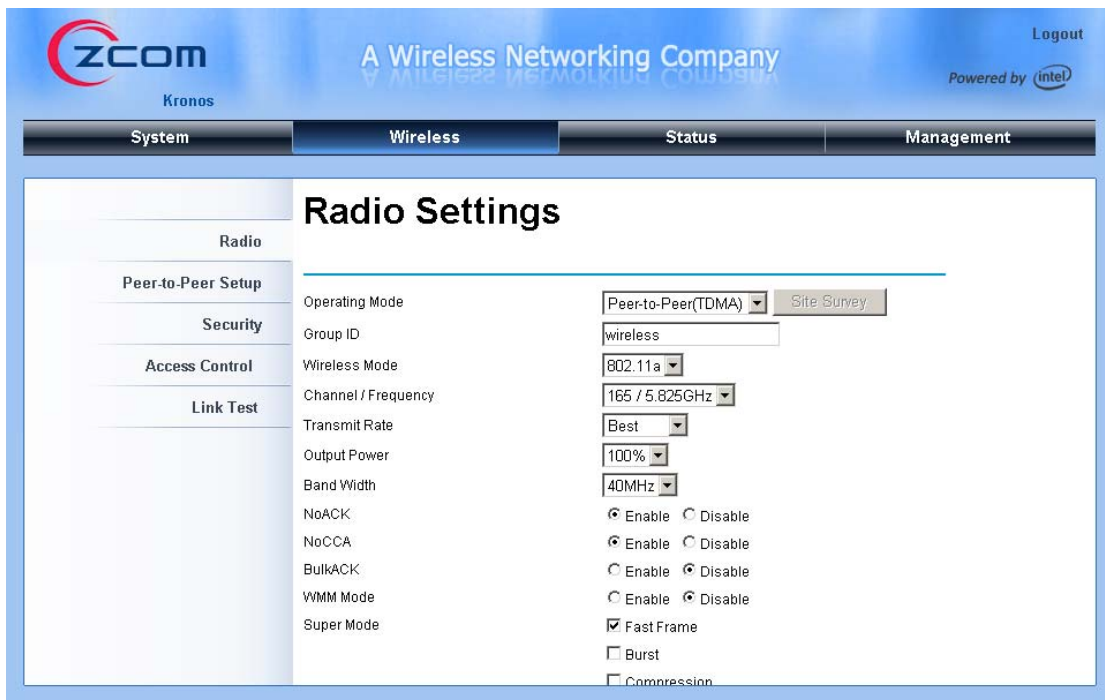 zcom
A Wireless Networking Company
Logout
Powered by intel
Kronos
System Wireless Status Management
Radio Settings
Radio
Peer-to-Peer Setup
Security
Access Control
Link Test
Operating Mode Peer-to-Peer(TDMA) Site Survey
Group ID wireless
Wireless Mode 802.11a
Channel / Frequency 165 / 5.825GHz
Transmit Rate Best
Output Power 100%
Band Width 40MHz
NoACK Enable Disable
NoCCA Enable Disable
BulkACK Enable Disable
WMM Mode Enable Disable
Super Mode Fast Frame
Burst
Compression